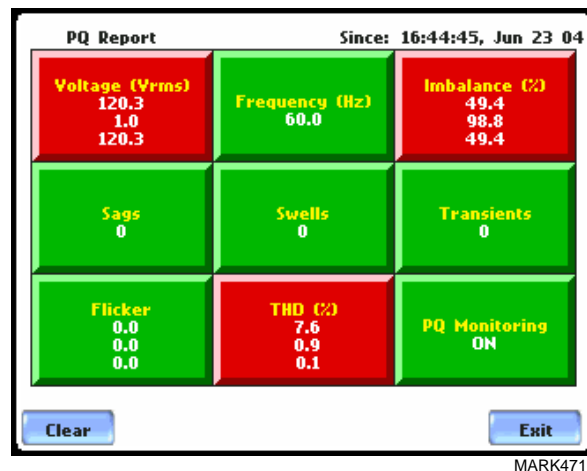 PQ Report Since: 16:44:45, Jun 23 04
Voltage (Vrms)
120.3
1.0
120.3
Frequency (Hz)
60.0
Imbalance (%)
49.4
98.8
49.4
Sags
0
Swells
0
Transients
0
Flicker
0.0
0.0
0.0
THD (%)
7.6
0.9
0.1
PQ Monitoring
ON
Clear
Exit
MARK471